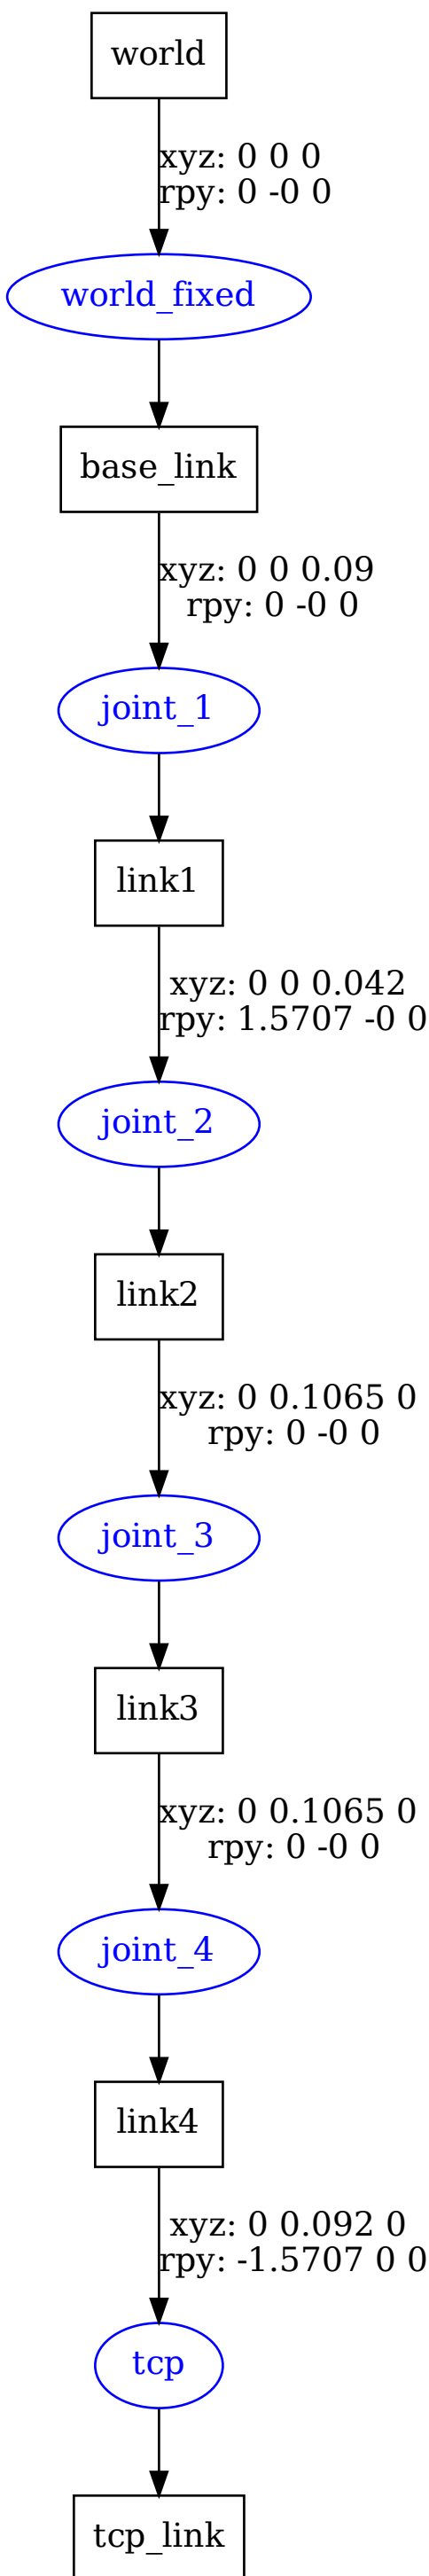 world
xyz: 0 0 0
rpy: 0 -0 0
world_fixed
base_link
xyz: 0 0 0.09
rpy: 0 -0 0
joint_1
link1
xyz: 0 0 0.042
rpy: 1.5707 -0 0
joint_2
link2
xyz: 0 0.1065 0
rpy: 0 -0 0
joint_3
link3
xyz: 0 0.1065 0
rpy: 0 -0 0
joint_4
link4
xyz: 0 0.092 0
rpy: -1.5707 0 0
tcp
tcp_link